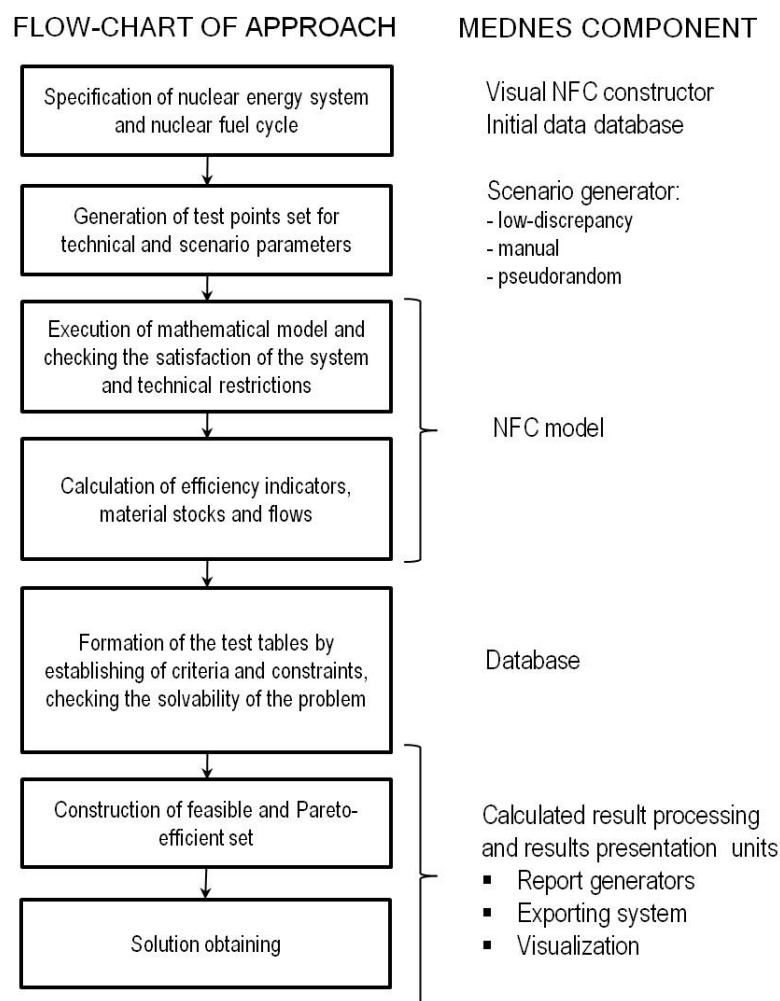 FLOW-CHART OF APPROACH
MEDNES COMPONENT
Specification of nuclear energy system
and nuclear fuel cycle
Visual NFC constructor
Initial data database
Generation of test points set for
technical and scenario parameters
Scenario generator:
- low-discrepancy
- manual
- pseudorandom
Execution of mathematical model and
checking the satisfaction of the system
and technical restrictions
Calculation of efficiency indicators,
material stocks and flows
NFC model
Formation of the test tables by
establishing of criteria and constraints,
checking the solvability of the problem
Database
Construction of feasible and Pareto-
efficient set
Solution obtaining
Calculated result processing
and results presentation units
▪ Report generators
▪ Exporting system
▪ Visualization